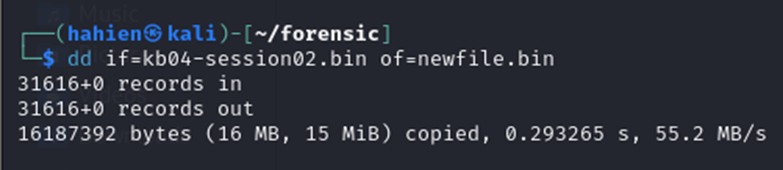 Music
┌──(hahien㉿kali)-[~/forensic]
└─$ dd if=kb04-session02.bin of=newfile.bin
31616+0 records in
31616+0 records out
16187392 bytes (16 MB, 15 MiB) copied, 0.293265 s, 55.2 MB/s